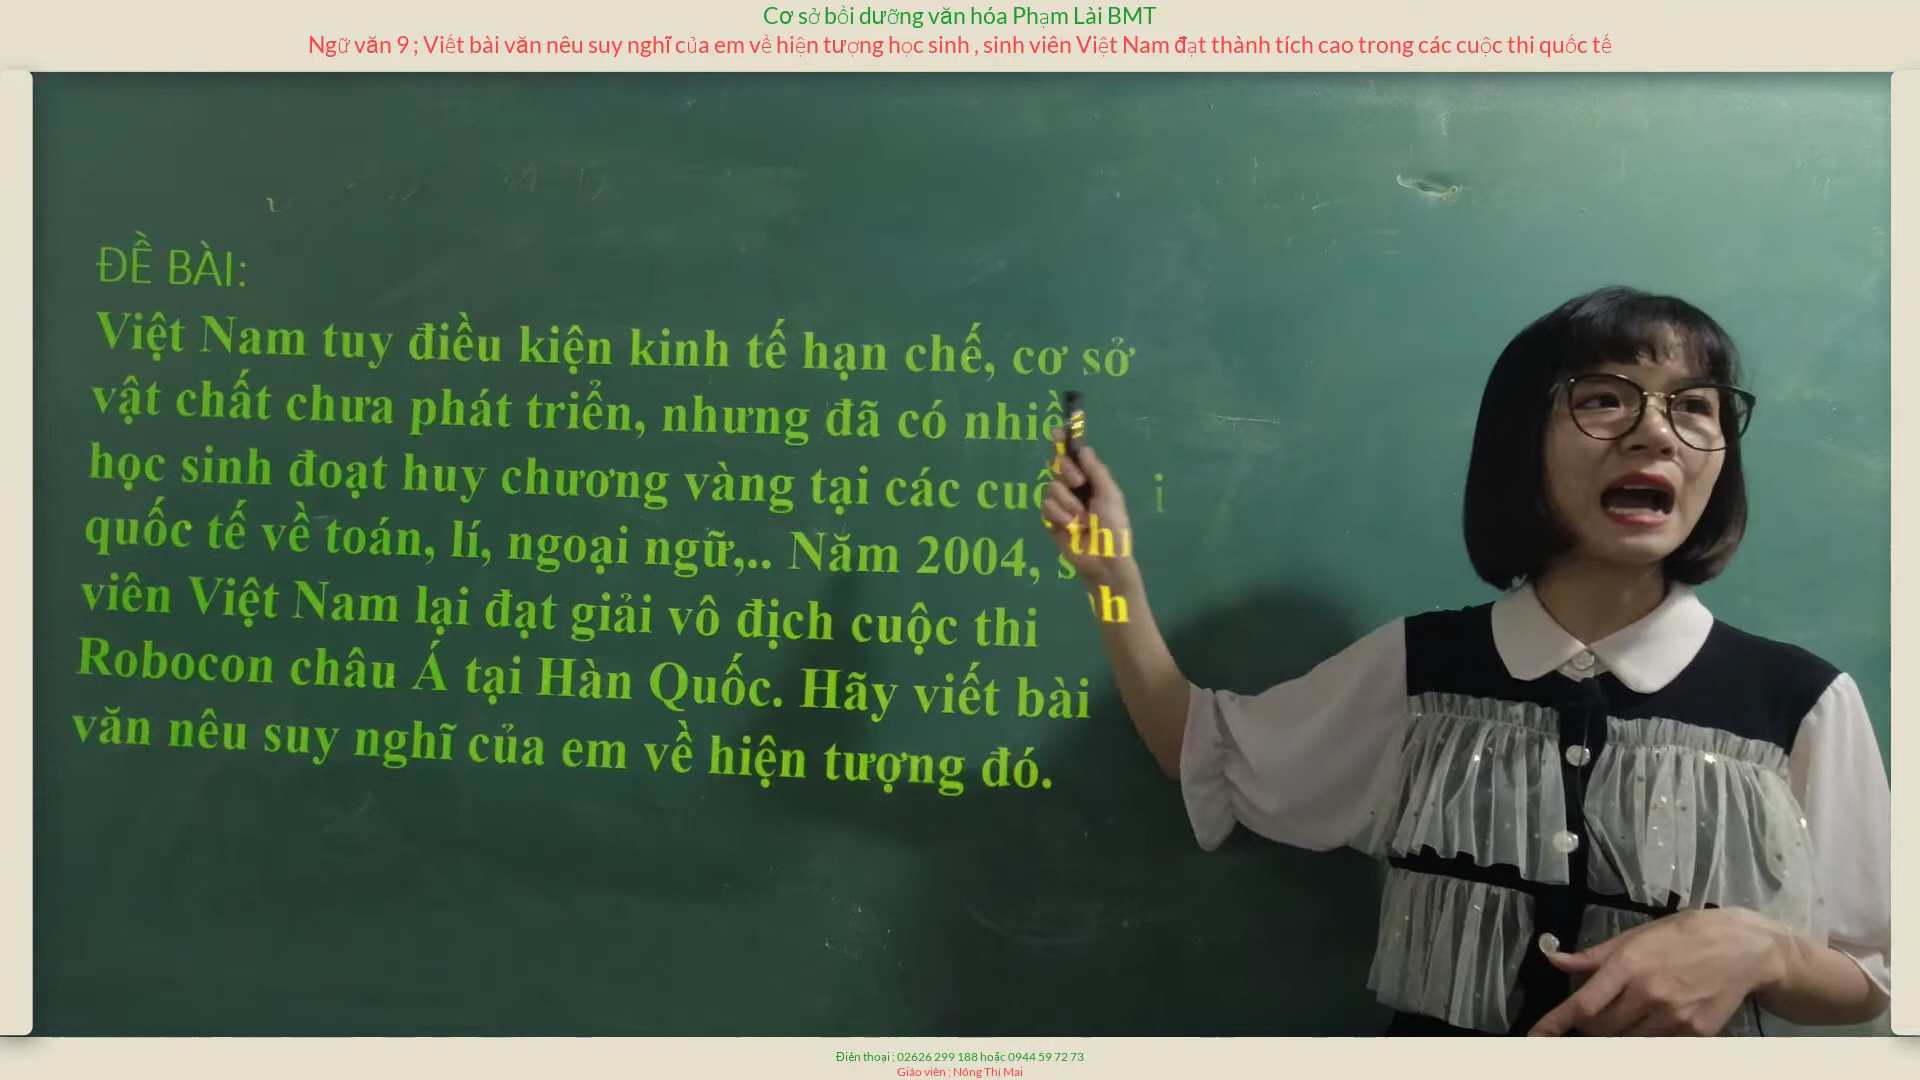 Cơ sở bồi dưỡng văn hóa Phạm Lài BMT
Ngữ văn 9 ; Viết bài văn nêu suy nghĩ của em về hiện tượng học sinh , sinh viên Việt Nam đạt thành tích cao trong các cuộc thi quốc tế
ĐỀ BÀI:
Việt Nam tuy điều kiện kinh tế hạn chế, cơ sở
vật chất chưa phát triển, nhưng đã có nhiều
học sinh đoạt huy chương vàng tại các cuộc thi
quốc tế về toán, lí, ngoại ngữ,.. Năm 2004, sinh
viên Việt Nam lại đạt giải vô địch cuộc thi
Robocon châu Á tại Hàn Quốc. Hãy viết bài
văn nêu suy nghĩ của em về hiện tượng đó.
Điện thoại ; 02626 299 188 hoặc 0944 59 72 73
Giáo viên ; Nông Thị Mai